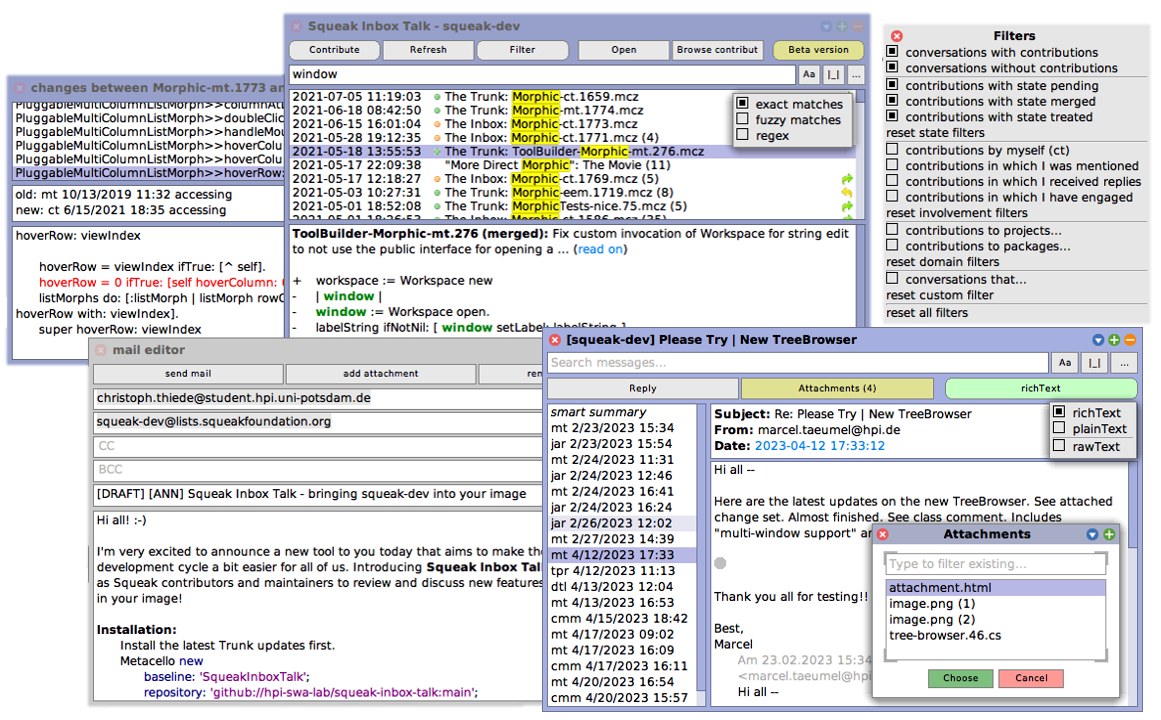 Squeak Inbox Talk - squeak-dev
Contribute
Refresh
Filter
Open
Browse contribut
Beta version
window
Aa
|_|
...
2021-07-05 11:19:03 The Trunk: Morphic-ct.1659.mcz
2021-06-18 08:42:50 The Trunk: Morphic-mt.1774.mcz
2021-06-15 16:01:04 The Inbox: Morphic-ct.1773.mcz
2021-05-28 19:12:35 The Inbox: Morphic-ct.1771.mcz (4)
2021-05-18 13:55:53 The Trunk: ToolBuilder-Morphic-mt.276.mcz
2021-05-17 22:09:38 "More Direct Morphic": The Movie (11)
2021-05-17 12:18:27 The Inbox: Morphic-ct.1769.mcz (5)
2021-05-03 10:27:31 The Trunk: Morphic-eem.1719.mcz (8)
2021-05-01 18:52:08 The Trunk: MorphicTests-nice.75.mcz (5)
2021-05-01 18:26:53 The Inbox: Morphic-ct.1586.mcz (35)
exact matches
fuzzy matches
regex
ToolBuilder-Morphic-mt.276 (merged): Fix custom invocation of Workspace for string edit
to not use the public interface for opening a ... (read on)
+ workspace := Workspace new
- | window |
- window := Workspace open.
- labelString ifNotNil: [ window setLabel: labelString ]
Filters
conversations with contributions
conversations without contributions
contributions with state pending
contributions with state merged
contributions with state treated
reset state filters
contributions by myself (ct)
contributions in which I was mentioned
contributions in which I received replies
contributions in which I have engaged
reset involvement filters
contributions to projects...
contributions to packages...
reset domain filters
conversations that...
reset custom filter
reset all filters
changes between Morphic-mt.1773 an
PluggableMultiColumnListMorph>>columnAt
PluggableMultiColumnListMorph>>doubleClic
PluggableMultiColumnListMorph>>handleMou
PluggableMultiColumnListMorph>>hoverColu
PluggableMultiColumnListMorph>>hoverColu
PluggableMultiColumnListMorph>>hoverRow:
old: mt 10/13/2019 11:32 accessing
new: ct 6/15/2021 18:35 accessing
hoverRow: viewIndex
hoverRow = viewIndex ifTrue: [^ self].
hoverRow = 0 ifTrue: [self hoverColumn:
listMorphs do: [:listMorph | listMorph rowC
hoverRow with: viewIndex].
super hoverRow: viewIndex
mail editor
send mail
add attachment
rem
christoph.thiede@student.hpi.uni-potsdam.de
squeak-dev@lists.squeakfoundation.org
CC
BCC
[DRAFT] [ANN] Squeak Inbox Talk - bringing squeak-dev into your image
Hi all! :-)
I'm very excited to announce a new tool to you today that aims to make the
development cycle a bit easier for all of us. Introducing Squeak Inbox Talk
as Squeak contributors and maintainers to review and discuss new features
in your image!
Installation:
Install the latest Trunk updates first.
Metacello new
baseline: 'SqueakInboxTalk';
repository: 'github://hpi-swa-lab/squeak-inbox-talk:main';
[squeak-dev] Please Try | New TreeBrowser
Search messages...
Aa
|_|
...
Reply
Attachments (4)
richText
richText
plainText
rawText
smart summary
mt 2/23/2023 15:34
jar 2/23/2023 15:54
mt 2/24/2023 11:31
jar 2/24/2023 12:46
mt 2/24/2023 16:41
jar 2/24/2023 16:24
jar 2/26/2023 12:02
mt 2/27/2023 14:39
mt 4/12/2023 17:33
tpr 4/12/2023 11:13
dtl 4/13/2023 12:04
mt 4/13/2023 16:53
cmm 4/15/2023 18:42
mt 4/17/2023 09:02
mt 4/17/2023 16:09
cmm 4/17/2023 16:11
mt 4/20/2023 16:54
cmm 4/20/2023 15:57
Subject: Re: Please Try | New TreeBrowser
From: marcel.taeumel@hpi.de
Date: 2023-04-12 17:33:12
Hi all --
Here are the latest updates on the new TreeBrowser. See attached
change set. Almost finished. See class comment. Includes
"multi-window support" an
Thank you all for testing!!
Best,
Marcel
Am 23.02.2023 15:34
<marcel.taeumel@hpi
Hi all --
Attachments
Type to filter existing...
attachment.html
image.png (1)
image.png (2)
tree-browser.46.cs
Choose
Cancel